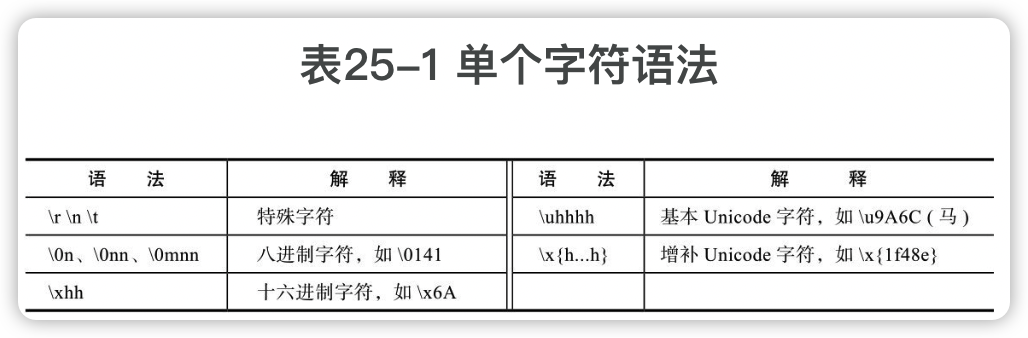 表25-1 单个字符语法
语 法 解 释 语 法 解 释
\r \n \t 特殊字符 \uhhhh 基本 Unicode 字符，如 \u9A6C ( 马 )
\0n、\0nn、\0mnn 八进制字符，如 \0141 \x{h...h} 增补 Unicode 字符，如 \x{1f48e}
\xhh 十六进制字符，如 \x6A